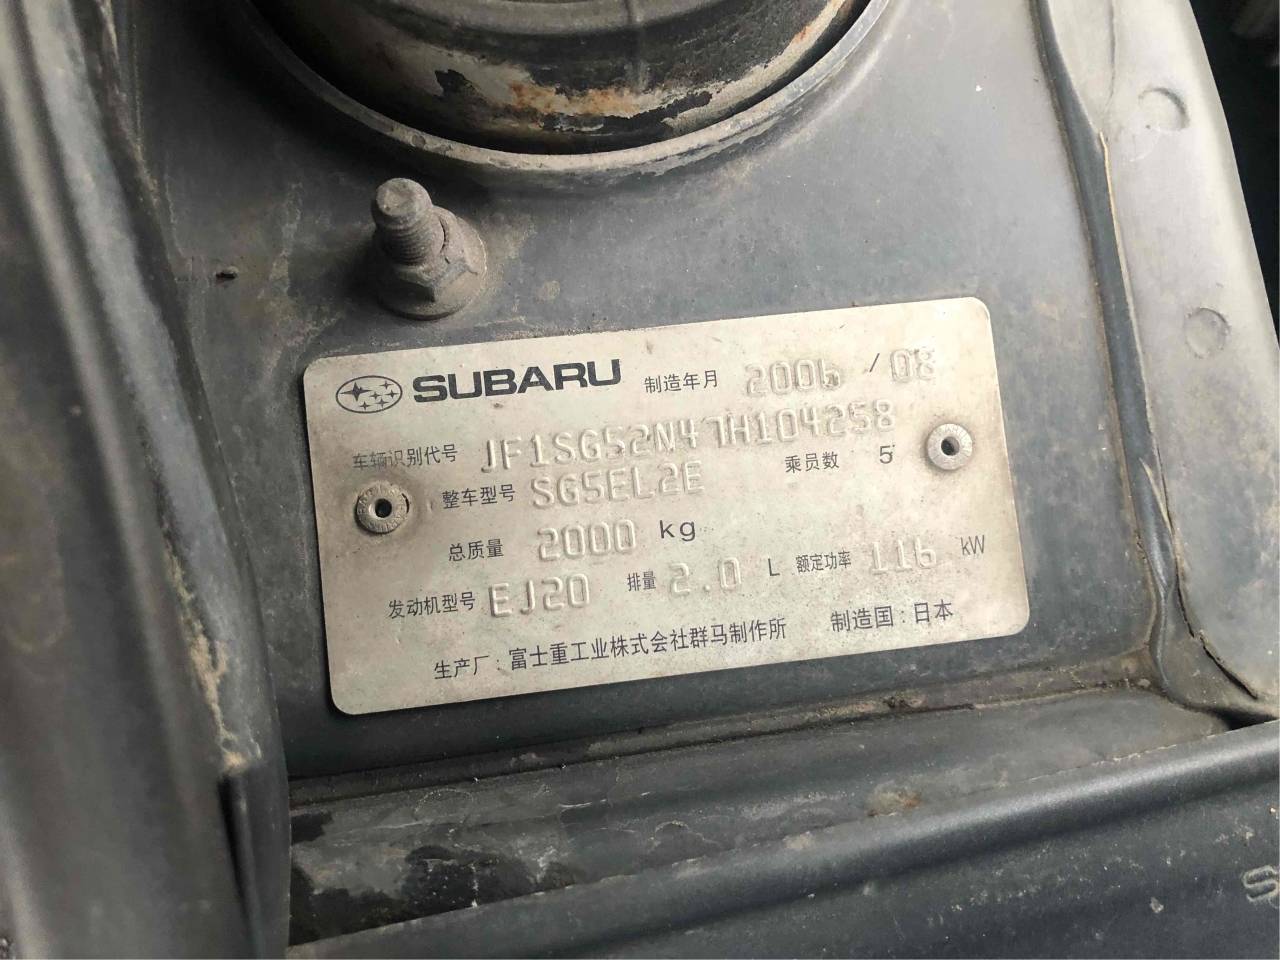 SUBARU 制造年月 2006 / 08
车辆识别代号 JF1SG52N47H104258
整车型号 SG5EL2E 乘员数 5
总质量 2000 kg
发动机型号 EJ20 排量 2.0 L 额定功率 116 kW
生产厂：富士重工业株式会社群马制作所 制造国：日本